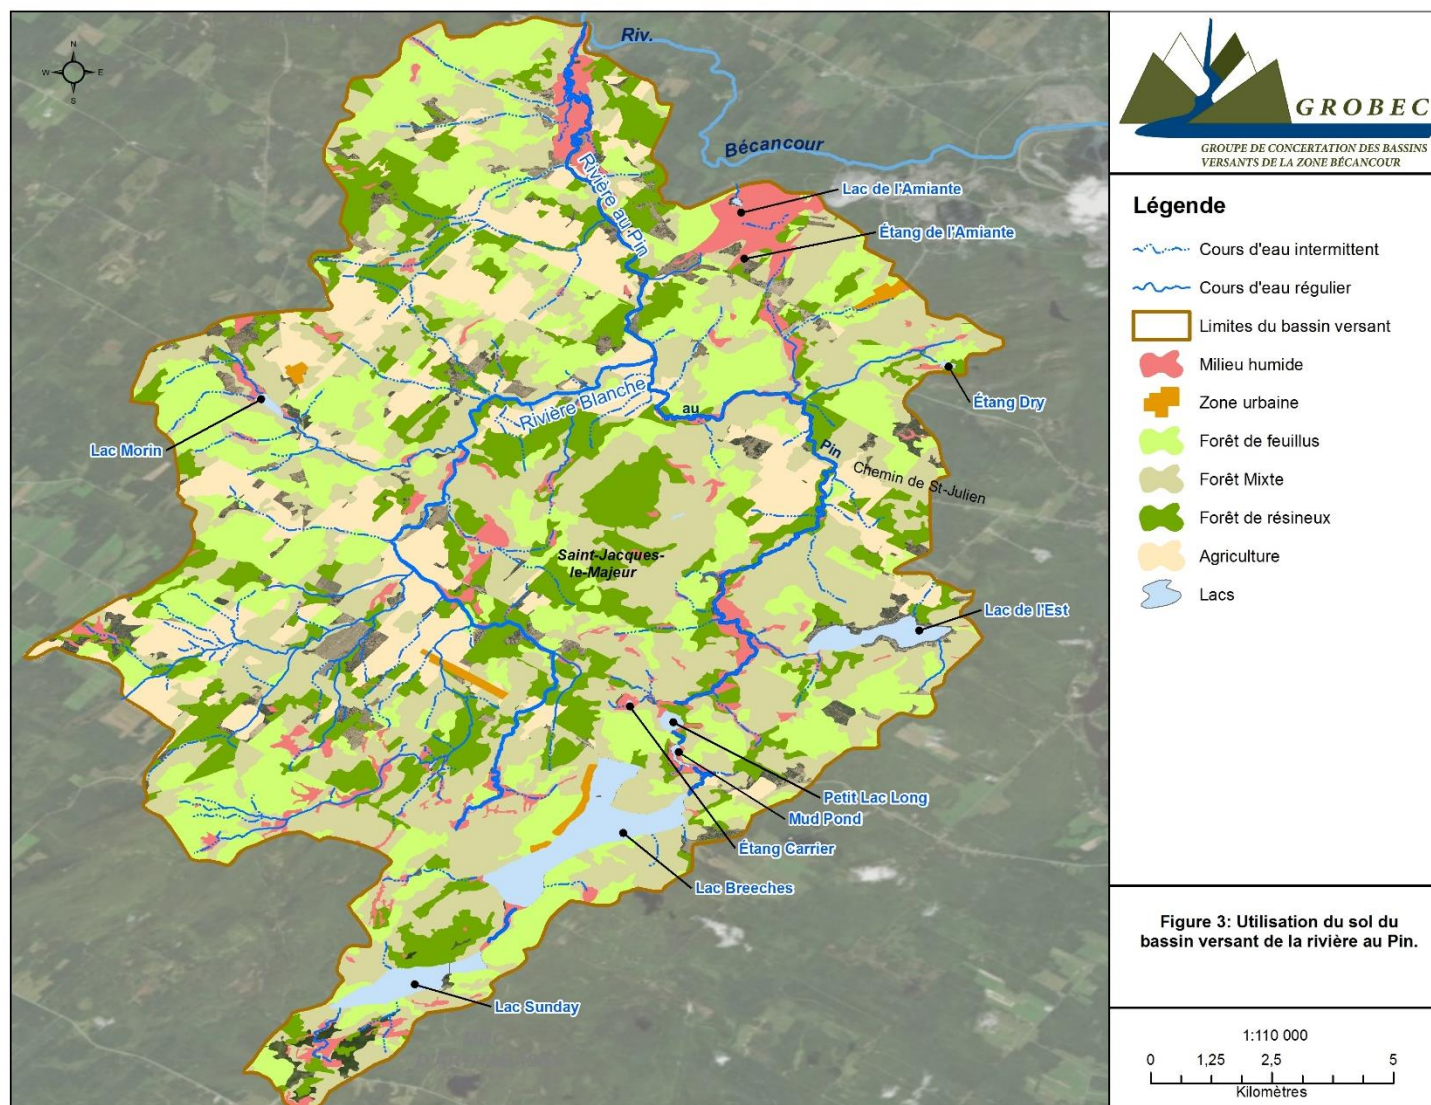 N
W E
S
Riv.
Bécancour
Rivière au Pin
Lac de l'Amiante
Étang de l'Amiante
Étang Dry
Rivière Blanche
au
Pin
Chemin de St-Julien
Lac Morin
Saint-Jacques-
le-Majeur
Lac de l'Est
Petit Lac Long
Mud Pond
Étang Carrier
Lac Breeches
Lac Sunday
GROBEC
GROUPE DE CONCERTATION DES BASSINS
VERSANTS DE LA ZONE BÉCANCOUR
Légende
Cours d'eau intermittent
Cours d'eau régulier
Limites du bassin versant
Milieu humide
Zone urbaine
Forêt de feuillus
Forêt Mixte
Forêt de résineux
Agriculture
Lacs
Figure 3: Utilisation du sol du
bassin versant de la rivière au Pin.
1:110 000
0 1,25 2,5 5
Kilomètres